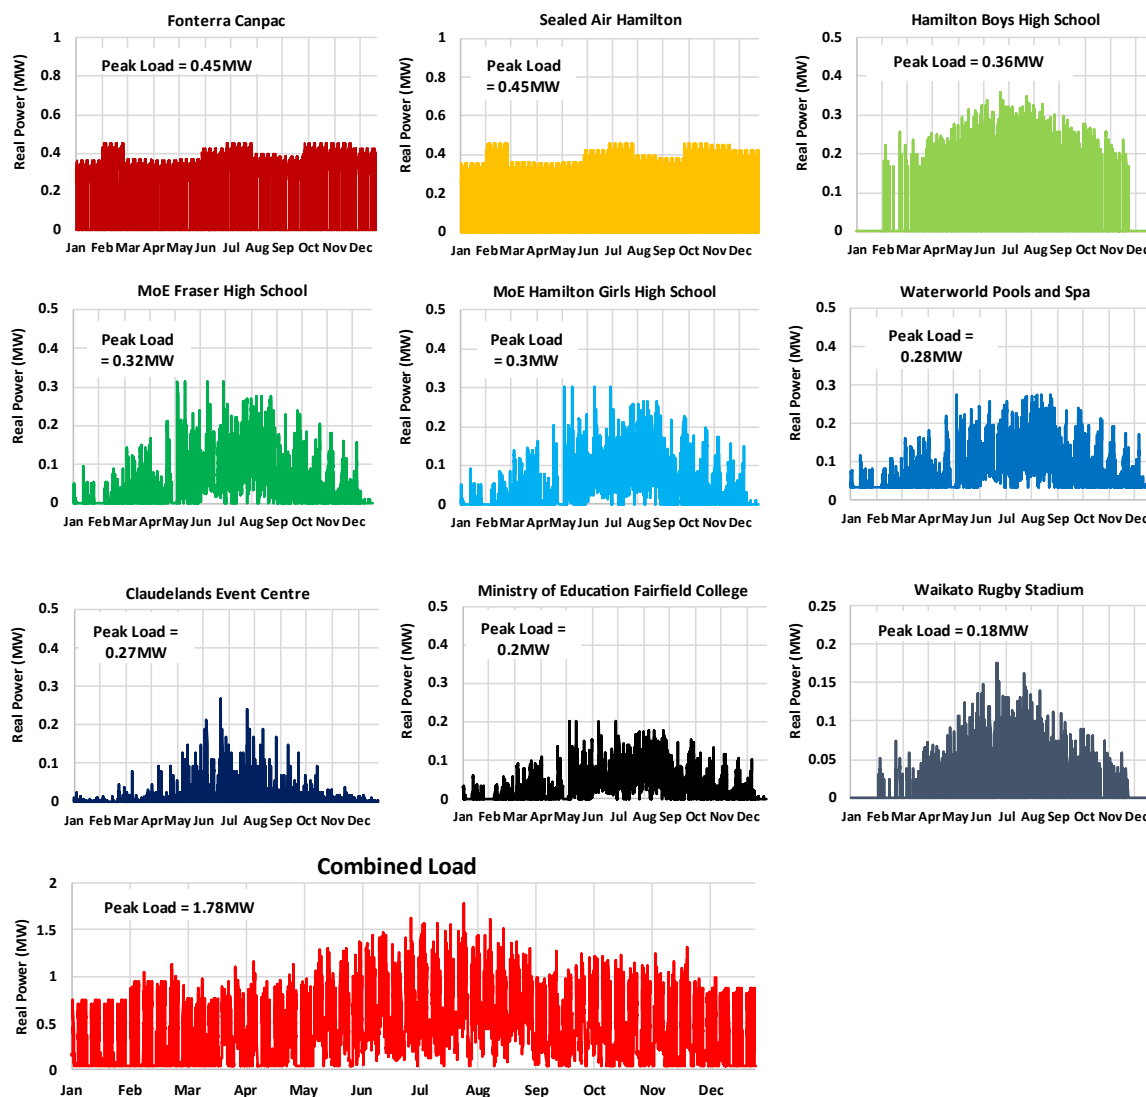 Fonterra Canpac
Real Power (MW)
1
0.8
0.6
0.4
0.2
0
Peak Load = 0.45MW
Jan Feb Mar Apr May Jun Jul Aug Sep Oct Nov Dec
Sealed Air Hamilton
Real Power (MW)
1
0.8
0.6
0.4
0.2
0
Peak Load
= 0.45MW
Jan Feb Mar Apr May Jun Jul Aug Sep Oct Nov Dec
Hamilton Boys High School
Real Power (MW)
0.5
0.4
0.3
0.2
0.1
0
Peak Load = 0.36MW
Jan Feb Mar Apr May Jun Jul Aug Sep Oct Nov Dec
MoE Fraser High School
Real Power (MW)
0.5
0.4
0.3
0.2
0.1
0
Peak Load
= 0.32MW
Jan Feb Mar Apr May Jun Jul Aug Sep Oct Nov Dec
MoE Hamilton Girls High School
Real Power (MW)
0.5
0.4
0.3
0.2
0.1
0
Peak Load
= 0.3MW
Jan Feb Mar Apr May Jun Jul Aug Sep Oct Nov Dec
Waterworld Pools and Spa
Real Power (MW)
0.5
0.4
0.3
0.2
0.1
0
Peak Load =
0.28MW
Jan Feb Mar Apr May Jun Jul Aug Sep Oct Nov Dec
Claudelands Event Centre
Real Power (MW)
0.5
0.4
0.3
0.2
0.1
0
Peak Load =
0.27MW
Jan Feb Mar Apr May Jun Jul Aug Sep Oct Nov Dec
Ministry of Education Fairfield College
Real Power (MW)
0.5
0.4
0.3
0.2
0.1
0
Peak Load =
0.2MW
Jan Feb Mar Apr May Jun Jul Aug Sep Oct Nov Dec
Waikato Rugby Stadium
Real Power (MW)
0.25
0.2
0.15
0.1
0.05
0
Peak Load = 0.18MW
Jan Feb Mar Apr May Jun Jul Aug Sep Oct Nov Dec
Combined Load
Real Power (MW)
2
1.5
1
0.5
0
Peak Load = 1.78MW
Jan Feb Mar Apr May Jun Jul Aug Sep Oct Nov Dec